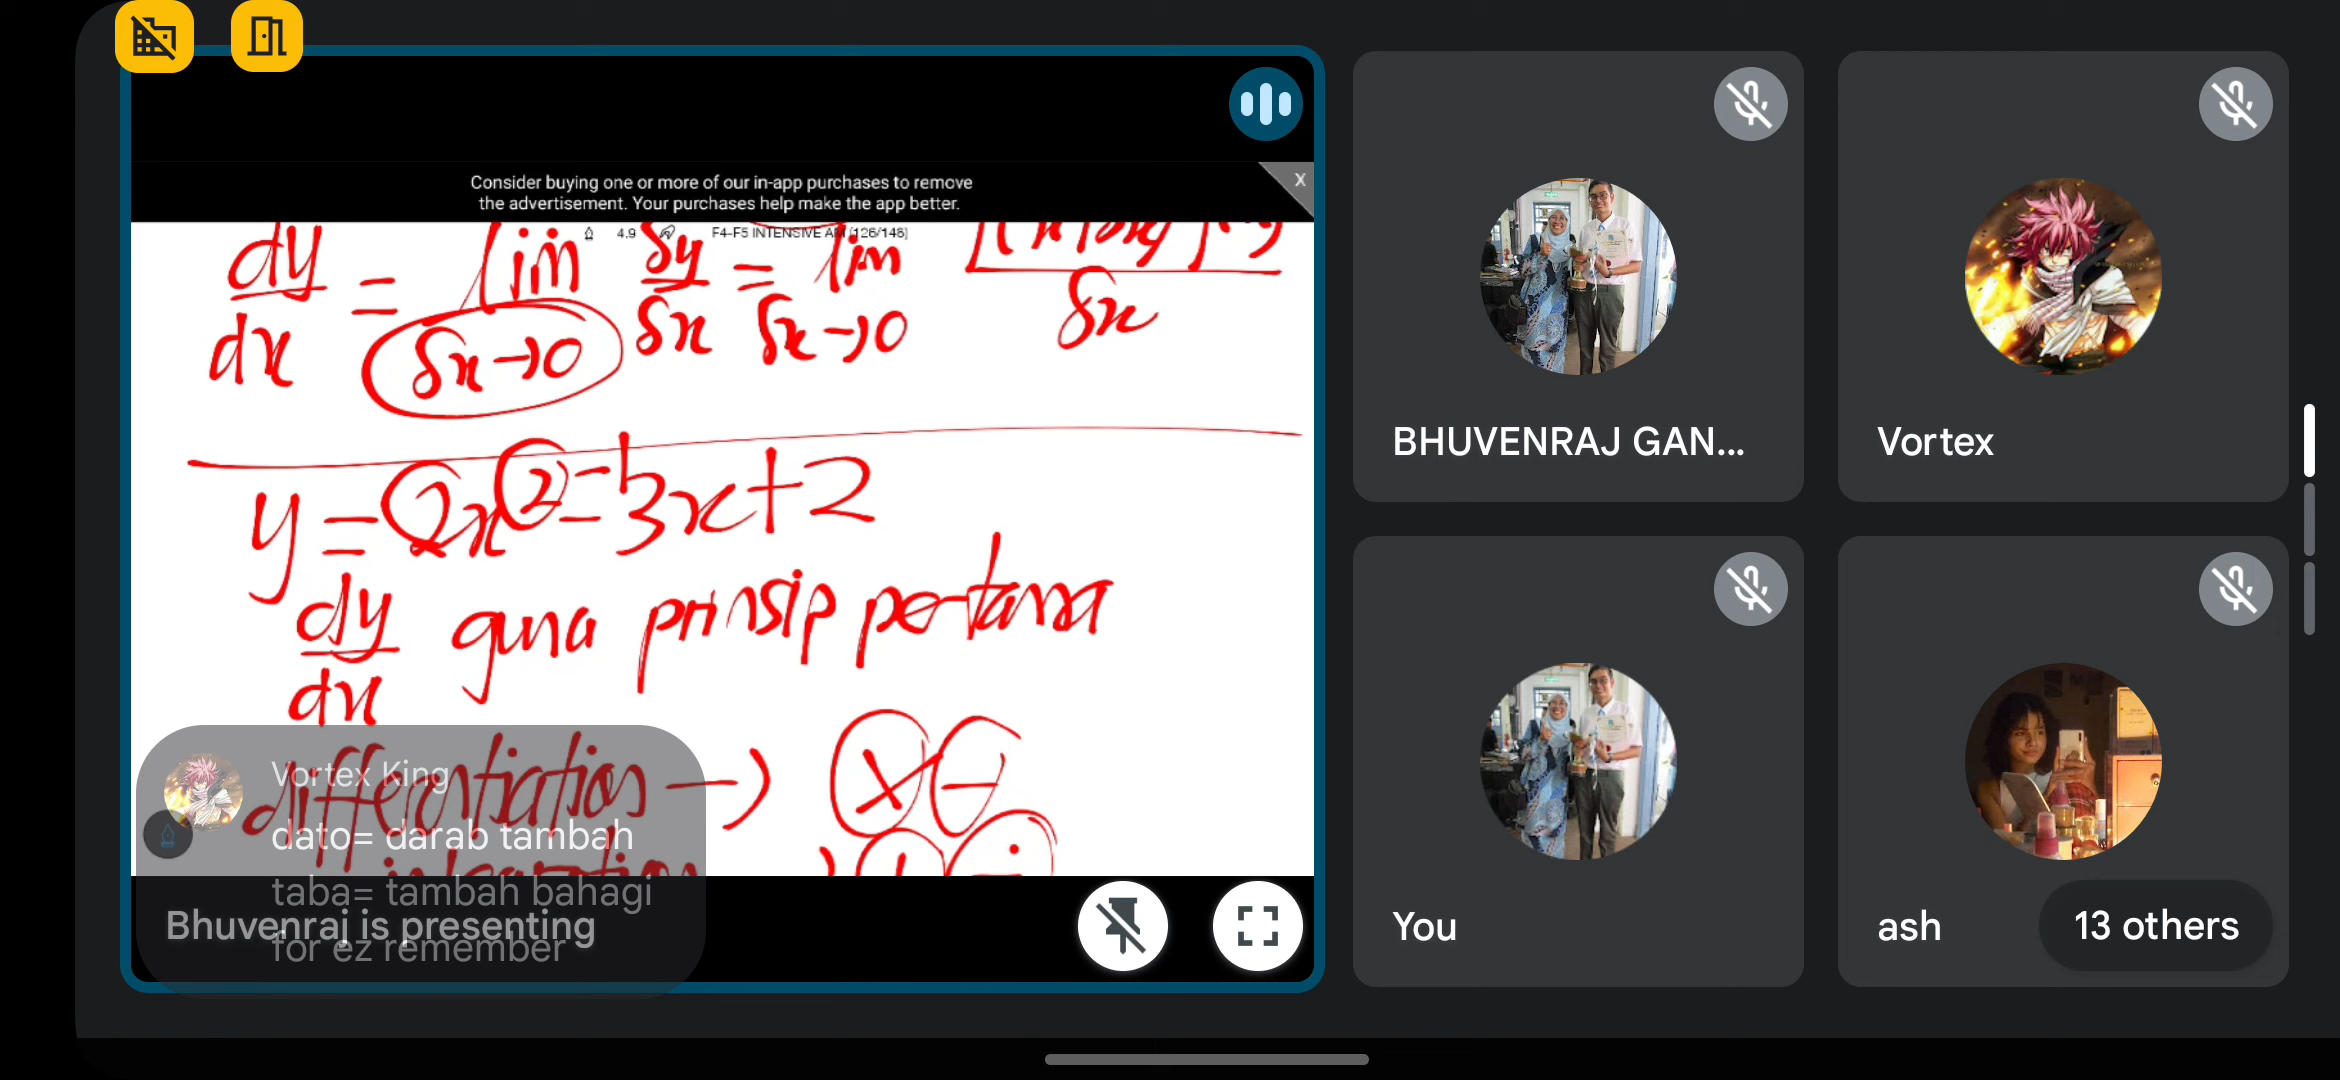 Consider buying one or more of our in-app purchases to remove
the advertisement. Your purchases help make the app better.
X
4.9 F4-F5 INTENSIVE AM [126/148]
dy/dx = lim δx→0 δy/δx = lim δx→0 /δx
y = 2x² - 3x + 2
dy/dx guna prinsip pertama
differentiation → × -
Vortex King
dato= darab tambah
taba= tambah bahagi
for ez remember
Bhuvenraj is presenting
BHUVENRAJ GAN...
Vortex
You
ash
13 others